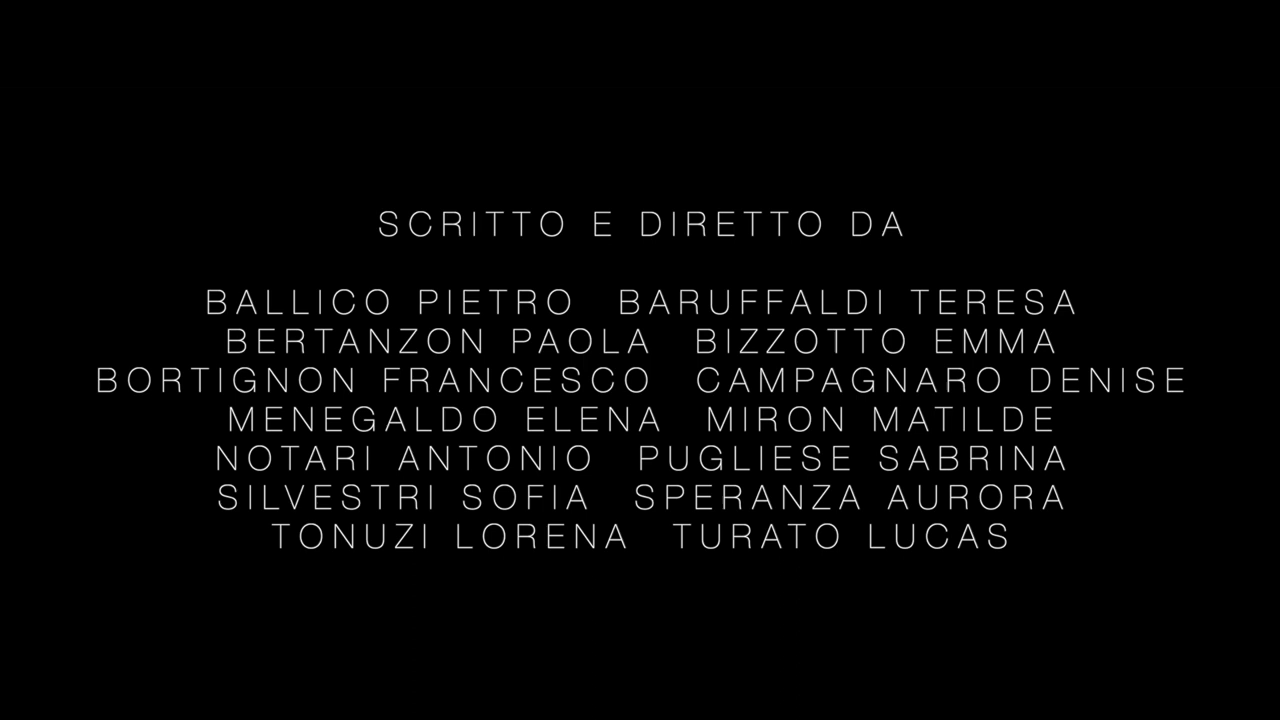 SCRITTO E DIRETTO DA
BALLICO PIETRO BARUFFALDI TERESA
BERTANZON PAOLA BIZZOTTO EMMA
BORTIGNON FRANCESCO CAMPAGNARO DENISE
MENEGALDO ELENA MIRON MATILDE
NOTARI ANTONIO PUGLIESE SABRINA
SILVESTRI SOFIA SPERANZA AURORA
TONUZI LORENA TURATO LUCAS